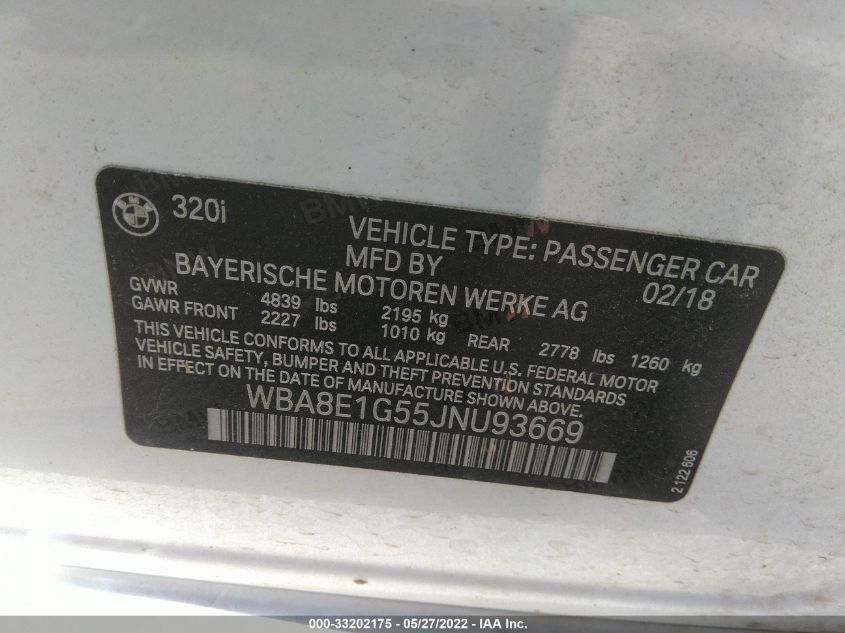 BMW 320i
VEHICLE TYPE: PASSENGER CAR
MFD BY 02/18
BAYERISCHE MOTOREN WERKE AG
GVWR 4839 lbs 2195 kg
GAWR FRONT 2227 lbs 1010 kg REAR 2778 lbs 1260 kg
THIS VEHICLE CONFORMS TO ALL APPLICABLE U.S. FEDERAL MOTOR
VEHICLE SAFETY, BUMPER AND THEFT PREVENTION STANDARDS
IN EFFECT ON THE DATE OF MANUFACTURE SHOWN ABOVE.
WBA8E1G55JNU93669
2 122 606
000-33202175 - 05/27/2022 - IAA Inc.